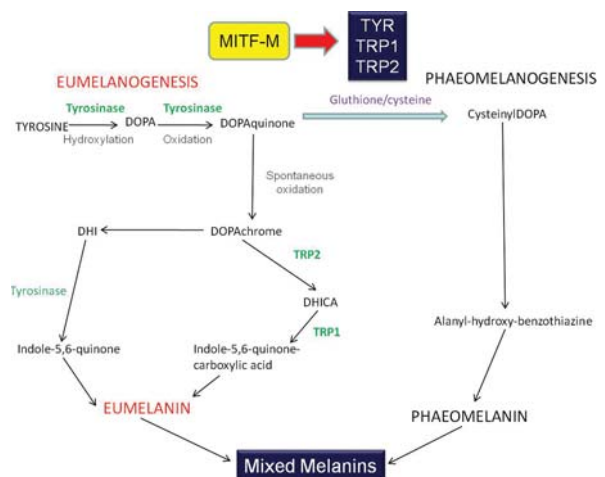 MITF-M
TYR
TRP1
TRP2
EUMELANOGENESIS
PHAEOMELANOGENESIS
Tyrosinase
Tyrosinase
Gluthione/cysteine
TYROSINE
DOPA
DOPAquinone
CysteinylDOPA
Hydroxylation
Oxidation
Spontaneous
oxidation
DHI
DOPAchrome
TRP2
Tyrosinase
DHICA
TRP1
Alanyl-hydroxy-benzothiazine
Indole-5,6-quinone
Indole-5,6-quinone-
carboxylic acid
EUMELANIN
PHAEOMELANIN
Mixed Melanins